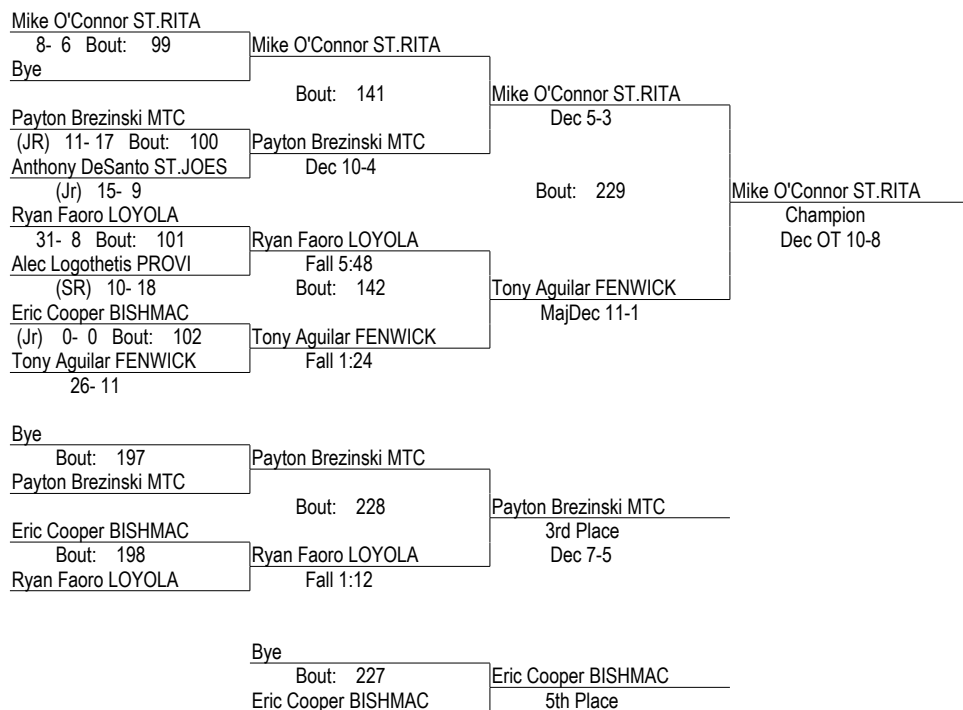 Mike O'Connor ST.RITA
8- 6 Bout: 99
Mike O'Connor ST.RITA
Bye
Bout: 141
Mike O'Connor ST.RITA
Payton Brezinski MTC
Dec 5-3
(JR) 11- 17 Bout: 100
Payton Brezinski MTC
Anthony DeSanto ST.JOES
Dec 10-4
(Jr) 15- 9
Bout: 229
Mike O'Connor ST.RITA
Ryan Faoro LOYOLA
Champion
31- 8 Bout: 101
Ryan Faoro LOYOLA
Dec OT 10-8
Alec Logothetis PROVI
Fall 5:48
(SR) 10- 18
Bout: 142
Tony Aguilar FENWICK
Eric Cooper BISHMAC
MajDec 11-1
(Jr) 0- 0 Bout: 102
Tony Aguilar FENWICK
Tony Aguilar FENWICK
Fall 1:24
26- 11
Bye
Bout: 197
Payton Brezinski MTC
Payton Brezinski MTC
Bout: 228
Payton Brezinski MTC
Eric Cooper BISHMAC
3rd Place
Bout: 198
Ryan Faoro LOYOLA
Dec 7-5
Ryan Faoro LOYOLA
Fall 1:12
Bye
Bout: 227
Eric Cooper BISHMAC
Eric Cooper BISHMAC
5th Place